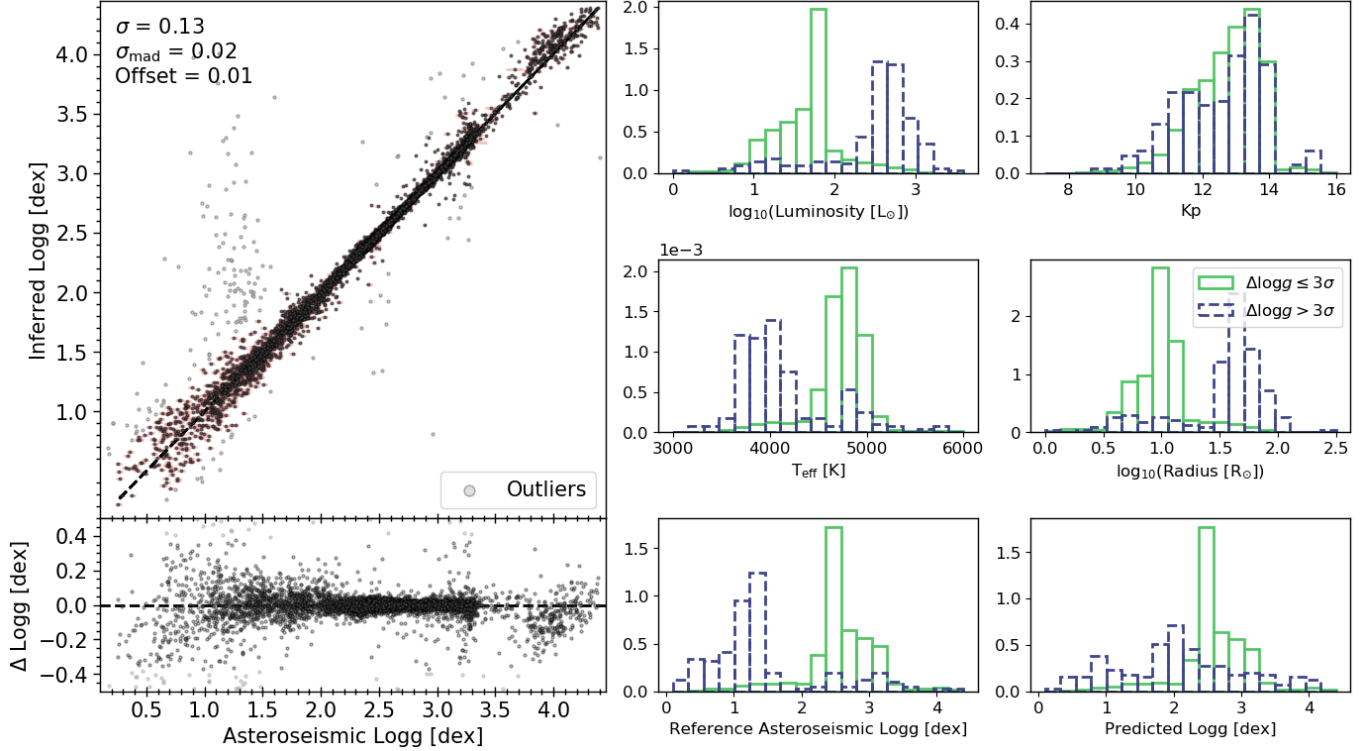 σ = 0.13
σmad = 0.02
Offset = 0.01
4.0
3.5
3.0
2.5
2.0
1.5
1.0
Inferred Logg [dex]
Outliers
0.4
0.2
0.0
−0.2
−0.4
Δ Logg [dex]
0.5 1.0 1.5 2.0 2.5 3.0 3.5 4.0
Asteroseismic Logg [dex]
2.0
1.5
1.0
0.5
0.0
0 1 2 3
log10(Luminosity [L⊙])
0.4
0.3
0.2
0.1
0.0
8 10 12 14 16
Kp
1e−3
2.0
1.5
1.0
0.5
0.0
3000 4000 5000 6000
Teff [K]
Δlogg ≤ 3σ
Δlogg > 3σ
2
1
0
0.0 0.5 1.0 1.5 2.0 2.5
log10(Radius [R⊙])
1.5
1.0
0.5
0.0
0 1 2 3 4
Reference Asteroseismic Logg [dex]
1.5
1.0
0.5
0.0
0 1 2 3 4
Predicted Logg [dex]